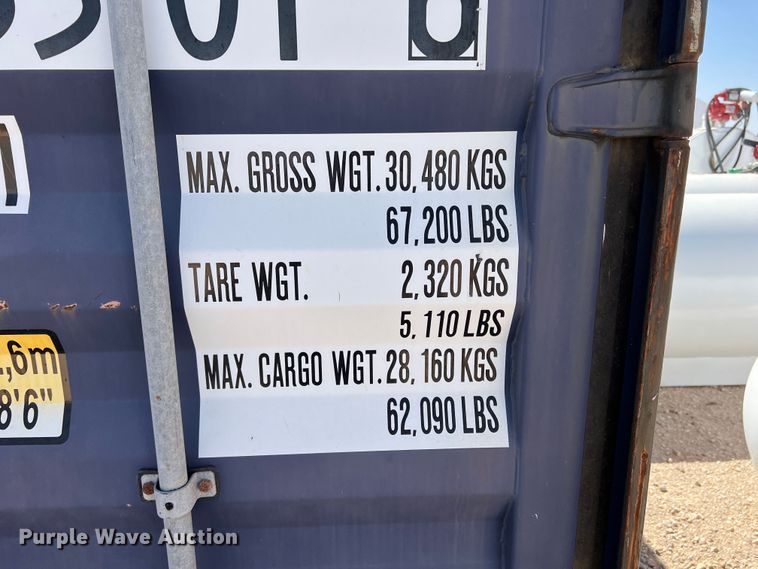 MAX. GROSS WGT. 30,480 KGS
67,200 LBS
TARE WGT. 2,320 KGS
5,110 LBS
MAX. CARGO WGT. 28,160 KGS
62,090 LBS
,6m
8'6"
Purple Wave Auction